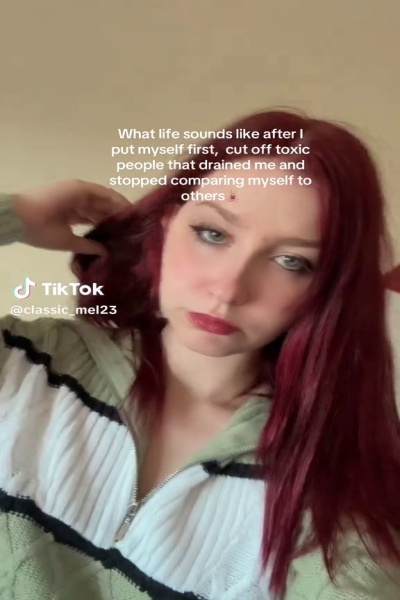 What life sounds like after I
put myself first, cut off toxic
people that drained me and
stopped comparing myself to
others💄
TikTok
@classic_mel23